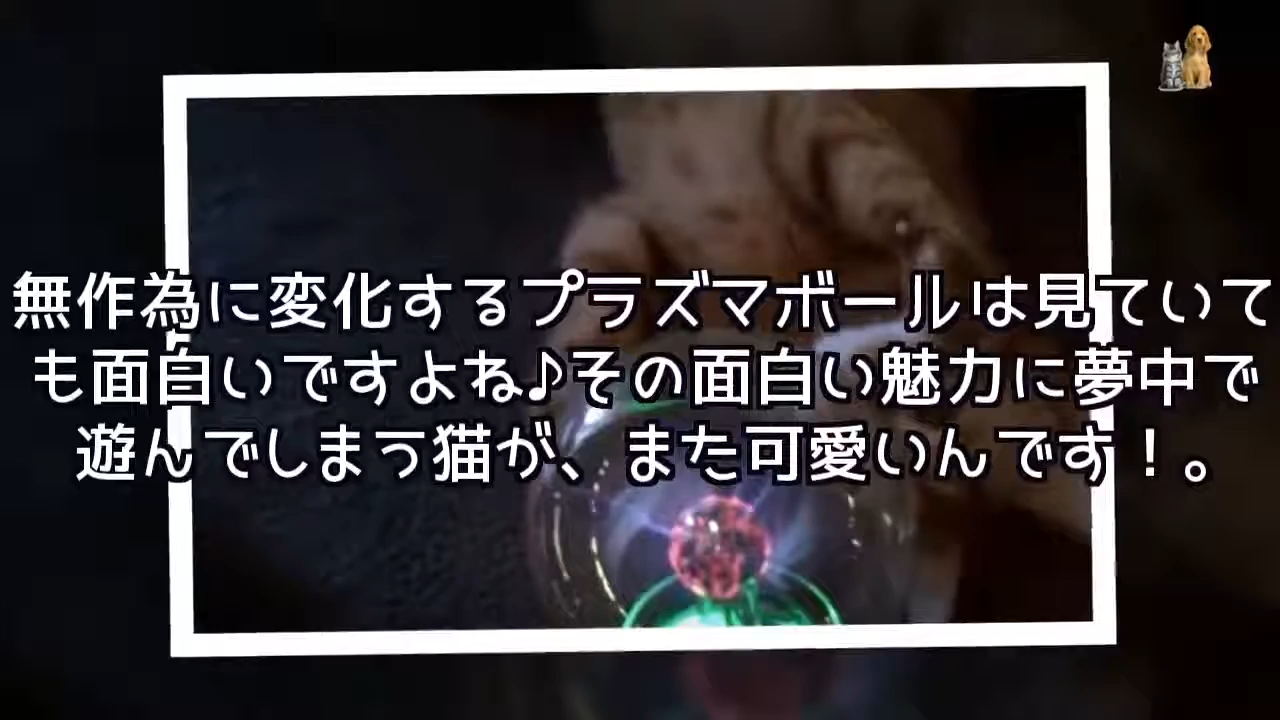 無作為に変化するプラズマボールは見ていて
も面白いですよね♪その面白い魅力に夢中で
遊んでしまう猫が、また可愛いんです！。